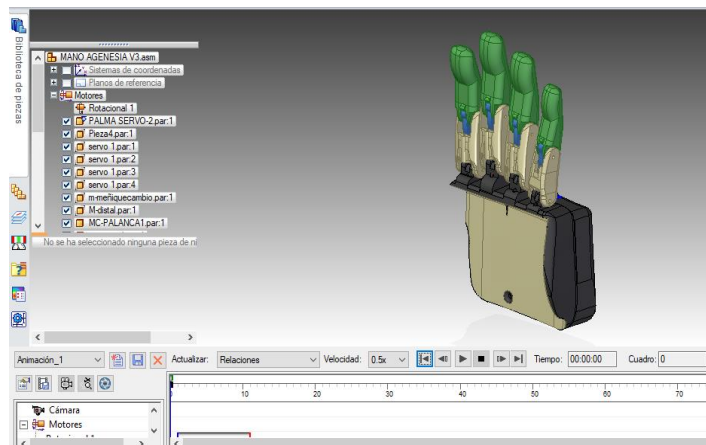 Biblioteca de piezas
MANO AGENESIA V3.asm
Sistemas de coordenadas
Planos de referencia
Motores
Rotacional 1
PALMA SERVO-2.par:1
Pieza4.par:1
servo 1.par:1
servo 1.par:2
servo 1.par:3
servo 1.par:4
m-meñiquecambio.par:1
M-distal.par:1
MC-PALANCA1.par:1
No se ha seleccionado ninguna pieza de ni
Animación_1 Actualizar: Relaciones Velocidad: 0.5x Tiempo: 00:00:00 Cuadro: 0
10 20 30 40 50 60 70
Cámara
Motores